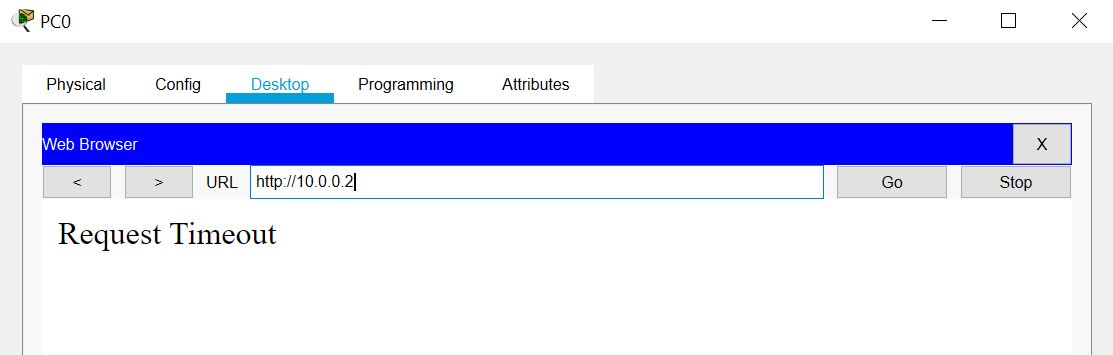 PC0
Physical Config Desktop Programming Attributes
Web Browser X
< > URL http://10.0.0.2 Go Stop
Request Timeout